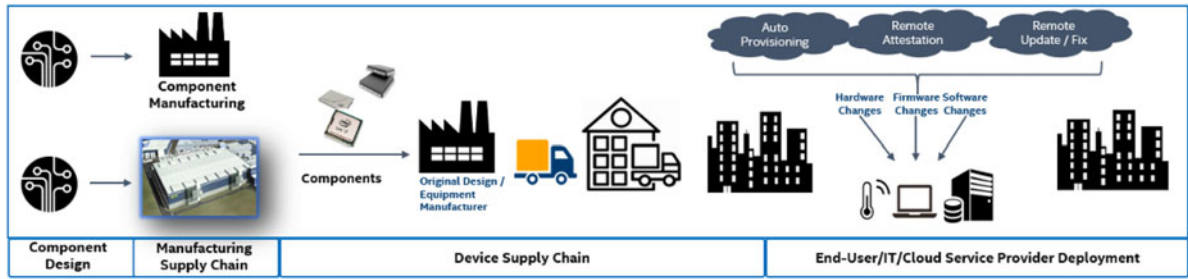 Auto
Provisioning
Remote
Attestation
Remote
Update / Fix
Component
Manufacturing
Hardware
Changes
Firmware
Changes
Software
Changes
Components
Original Design /
Equipment
Manufacturer
Component
Design
Manufacturing
Supply Chain
Device Supply Chain
End-User/IT/Cloud Service Provider Deployment